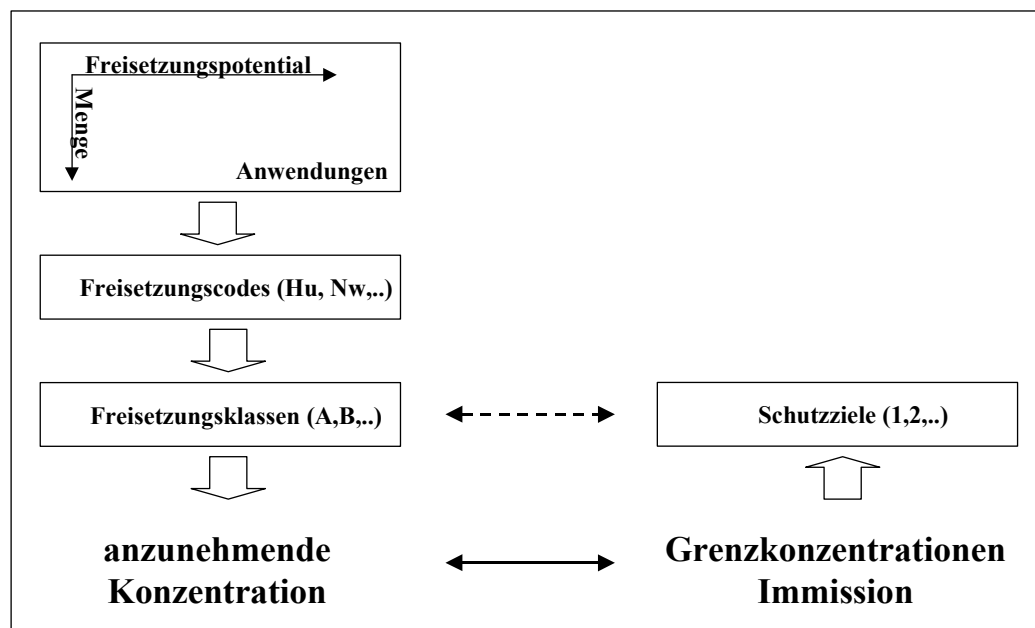 Freisetzungspotential
Menge
Anwendungen
Freisetzungscodes (Hu, Nw,..)
Freisetzungsklassen (A,B,..)
Schutzziele (1,2,..)
anzunehmende
Konzentration
Grenzkonzentrationen
Immission